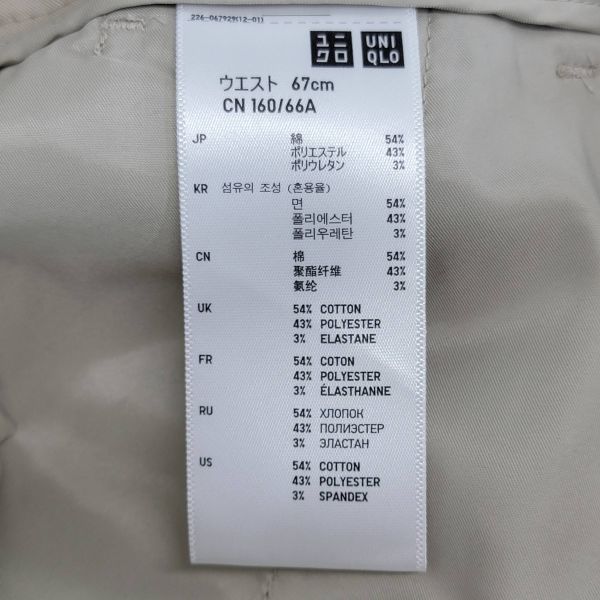 226-067929(12-01)
ユニ
クロ
UNI
QLO
ウエスト 67cm
CN 160/66A
JP 綿 54%
ポリエステル 43%
ポリウレタン 3%
KR 섬유의 조성 (혼용율)
면 54%
폴리에스터 43%
폴리우레탄 3%
CN 棉 54%
聚酯纤维 43%
氨纶 3%
UK 54% COTTON
43% POLYESTER
3% ELASTANE
FR 54% COTON
43% POLYESTER
3% ÉLASTHANNE
RU 54% ХЛОПОК
43% ПОЛИЭСТЕР
3% ЭЛАСТАН
US 54% COTTON
43% POLYESTER
3% SPANDEX